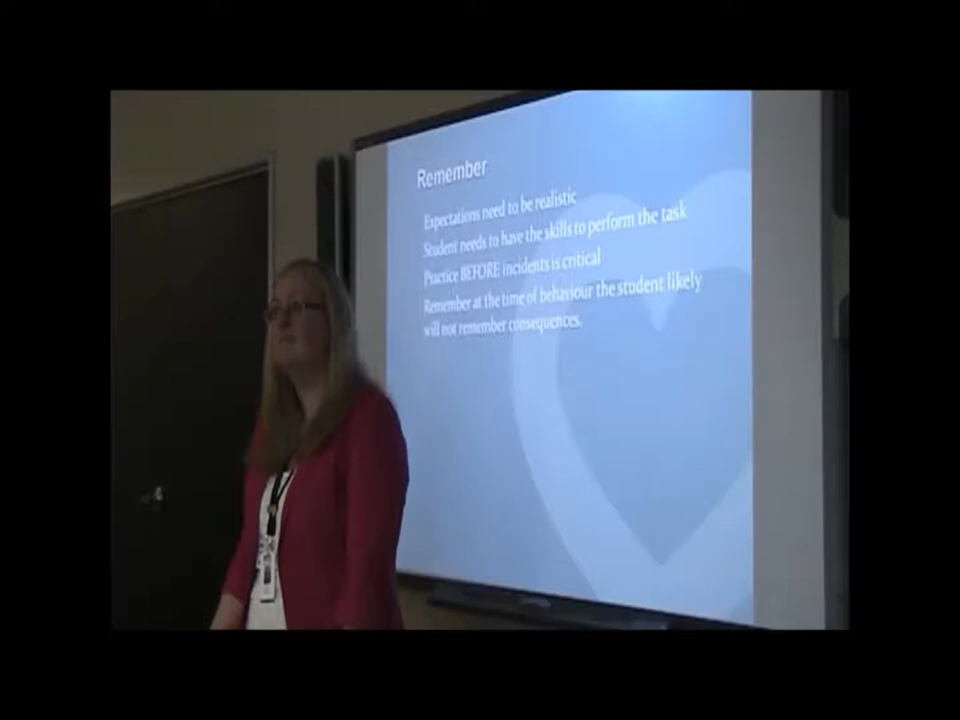 Remember
Expectations need to be realistic
Student needs to have the skills to perform the task
Practice BEFORE incidents is critical
Remember at the time of behaviour the student likely
will not remember consequences.